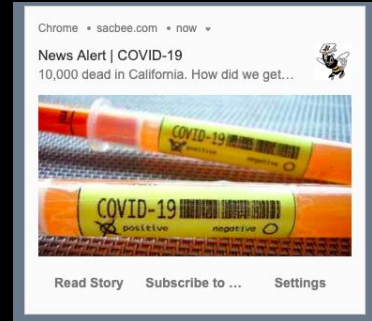 Chrome • sacbee.com • now
News Alert | COVID-19
10,000 dead in California. How did we get...
COVID-19
positive negative
COVID-19
positive negative
Read Story Subscribe to ... Settings